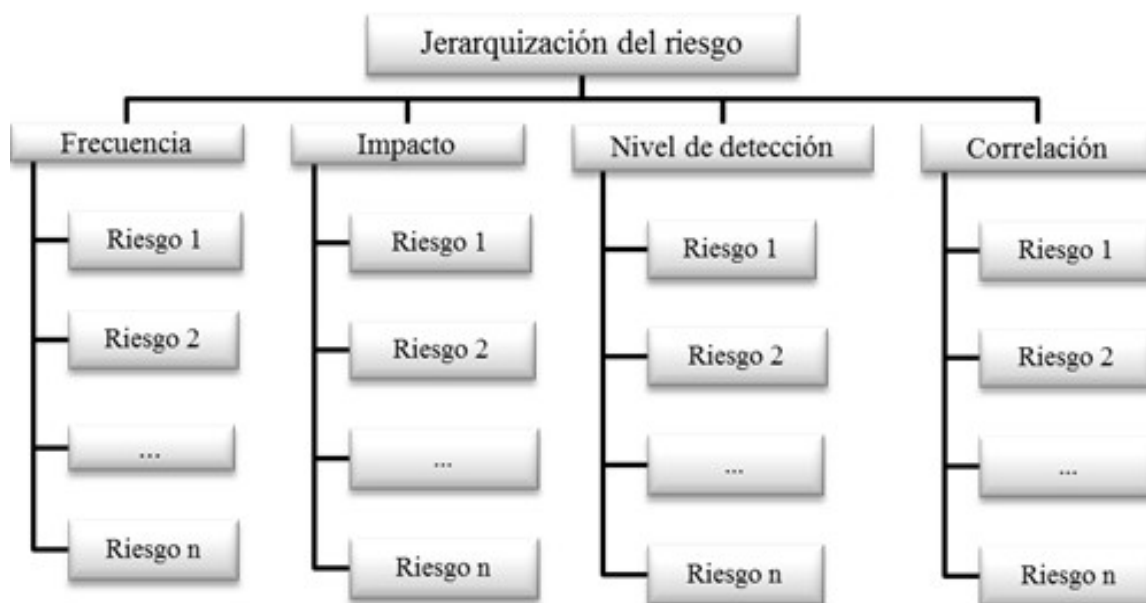 Jerarquización del riesgo
Frecuencia
Riesgo 1
Riesgo 2
...
Riesgo n
Impacto
Riesgo 1
Riesgo 2
...
Riesgo n
Nivel de detección
Riesgo 1
Riesgo 2
...
Riesgo n
Correlación
Riesgo 1
Riesgo 2
...
Riesgo n